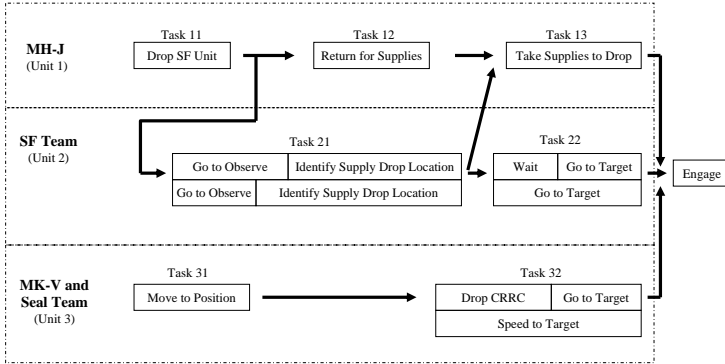 Task 11
Task 12
Task 13
MH-J
(Unit 1)
Drop SF Unit
Return for Supplies
Take Supplies to Drop
SF Team
(Unit 2)
Task 21
Task 22
Go to Observe
Identify Supply Drop Location
Wait
Go to Target
Go to Observe
Identify Supply Drop Location
Go to Target
Engage
MK-V and
Seal Team
(Unit 3)
Task 31
Task 32
Move to Position
Drop CRRC
Go to Target
Speed to Target